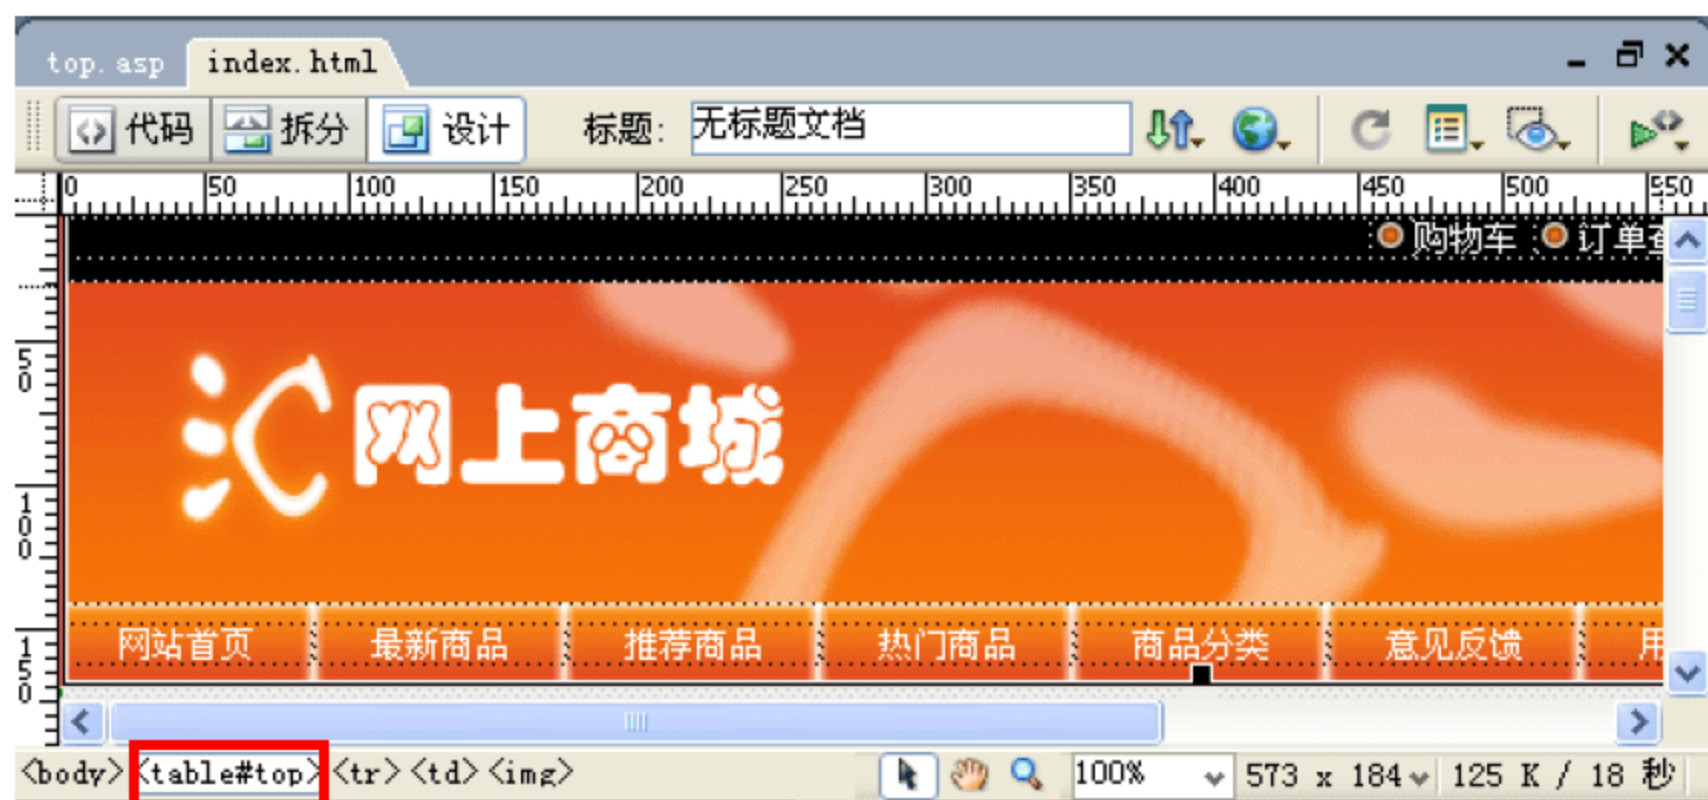 top.asp index.html
代码 拆分 设计 标题: 无标题文档
0 50 100 150 200 250 300 350 400 450 500 550
购物车 订单
50
网上商城
100
网站首页 最新商品 推荐商品 热门商品 商品分类 意见反馈 用
150
<body> <table#top> <tr> <td> <img> 100% 573 x 184 125 K / 18 秒